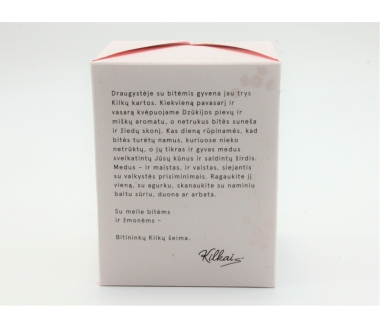 Draugystėje su bitėmis gyvena jau trys
Kilkų kartos. Kiekvieną pavasarį ir
vasarą kvėpuojame Dzūkijos pievų ir
miškų aromatu, o netrukus bitės suneša
ir žiedų skonį. Kas dieną rūpinamės, kad
bitės turėtų namus, kuriuose nieko
netrūktų, o jų tikras ir gyvas medus
sveikatintų Jūsų kūnus ir saldintų širdis.
Medus – ir maistas, ir vaistas, siejantis
su vaikystės prisiminimais. Ragaukite jį
vieną, su agurku, skanaukite su naminiu
baltu sūriu, duona ar arbata.
Su meile bitėms
ir žmonėms –
Bitininkų Kilkų šeima.
Kilkai